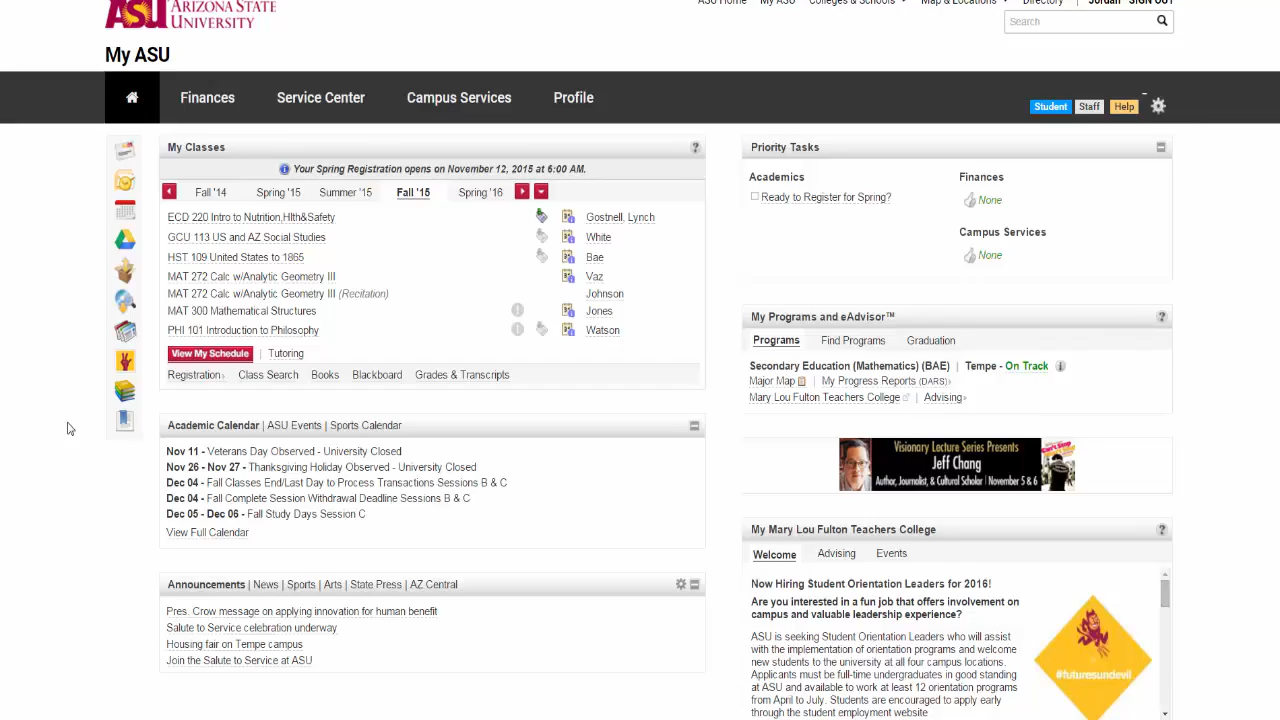 ASU ARIZONA STATE UNIVERSITY
ASU Home My ASU Colleges & Schools Map & Locations Directory Jordan SIGN OUT
Search
My ASU
Finances Service Center Campus Services Profile
Student Staff Help
My Classes ?
Your Spring Registration opens on November 12, 2015 at 6:00 AM.
Fall '14 Spring '15 Summer '15 Fall '15 Spring '16
ECD 220 Intro to Nutrition,Hlth&Safety Gostnell, Lynch
GCU 113 US and AZ Social Studies White
HST 109 United States to 1865 Bae
MAT 272 Calc w/Analytic Geometry III Vaz
MAT 272 Calc w/Analytic Geometry III (Recitation) Johnson
MAT 300 Mathematical Structures Jones
PHI 101 Introduction to Philosophy Watson
View My Schedule | Tutoring
Registration Class Search Books Blackboard Grades & Transcripts
Academic Calendar | ASU Events | Sports Calendar
Nov 11 - Veterans Day Observed - University Closed
Nov 26 - Nov 27 - Thanksgiving Holiday Observed - University Closed
Dec 04 - Fall Classes End/Last Day to Process Transactions Sessions B & C
Dec 04 - Fall Complete Session Withdrawal Deadline Sessions B & C
Dec 05 - Dec 06 - Fall Study Days Session C
View Full Calendar
Announcements | News | Sports | Arts | State Press | AZ Central
Pres. Crow message on applying innovation for human benefit
Salute to Service celebration underway
Housing fair on Tempe campus
Join the Salute to Service at ASU
Priority Tasks
Academics Finances
Ready to Register for Spring? None
Campus Services
None
My Programs and eAdvisor™ ?
Programs Find Programs Graduation
Secondary Education (Mathematics) (BAE) | Tempe - On Track
Major Map | My Progress Reports (DARS)
Mary Lou Fulton Teachers College | Advising
Visionary Lecture Series Presents
Jeff Chang
Author, Journalist, & Cultural Scholar | November 5 & 6
My Mary Lou Fulton Teachers College ?
Welcome Advising Events
Now Hiring Student Orientation Leaders for 2016!
Are you interested in a fun job that offers involvement on
campus and valuable leadership experience?
ASU is seeking Student Orientation Leaders who will assist
with the implementation of orientation programs and welcome
new students to the university at all four campus locations.
Applicants must be full-time undergraduates in good standing
at ASU and available to work at least 12 orientation programs
from April to July. Students are encouraged to apply early
through the student employment website
#futuresundevil